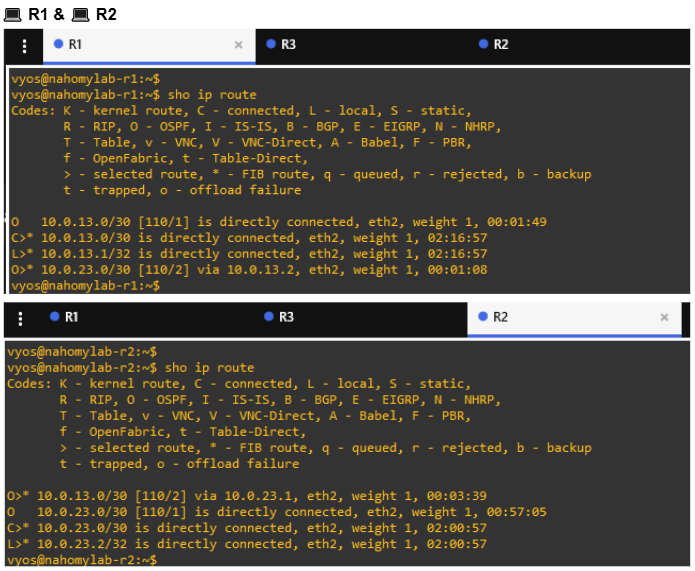 R1 & R2
R1 × R3 R2
vyos@nahomylab-r1:~$
vyos@nahomylab-r1:~$ sho ip route
Codes: K - kernel route, C - connected, L - local, S - static,
R - RIP, O - OSPF, I - IS-IS, B - BGP, E - EIGRP, N - NHRP,
T - Table, v - VNC, V - VNC-Direct, A - Babel, F - PBR,
f - OpenFabric, t - Table-Direct,
> - selected route, * - FIB route, q - queued, r - rejected, b - backup
t - trapped, o - offload failure
O 10.0.13.0/30 [110/1] is directly connected, eth2, weight 1, 00:01:49
C>* 10.0.13.0/30 is directly connected, eth2, weight 1, 02:16:57
L>* 10.0.13.1/32 is directly connected, eth2, weight 1, 02:16:57
O>* 10.0.23.0/30 [110/2] via 10.0.13.2, eth2, weight 1, 00:01:08
vyos@nahomylab-r1:~$
R1 R3 R2 ×
vyos@nahomylab-r2:~$
vyos@nahomylab-r2:~$ sho ip route
Codes: K - kernel route, C - connected, L - local, S - static,
R - RIP, O - OSPF, I - IS-IS, B - BGP, E - EIGRP, N - NHRP,
T - Table, v - VNC, V - VNC-Direct, A - Babel, F - PBR,
f - OpenFabric, t - Table-Direct,
> - selected route, * - FIB route, q - queued, r - rejected, b - backup
t - trapped, o - offload failure
O>* 10.0.13.0/30 [110/2] via 10.0.23.1, eth2, weight 1, 00:03:39
O 10.0.23.0/30 [110/1] is directly connected, eth2, weight 1, 00:57:05
C>* 10.0.23.0/30 is directly connected, eth2, weight 1, 02:00:57
L>* 10.0.23.2/32 is directly connected, eth2, weight 1, 02:00:57
vyos@nahomylab-r2:~$